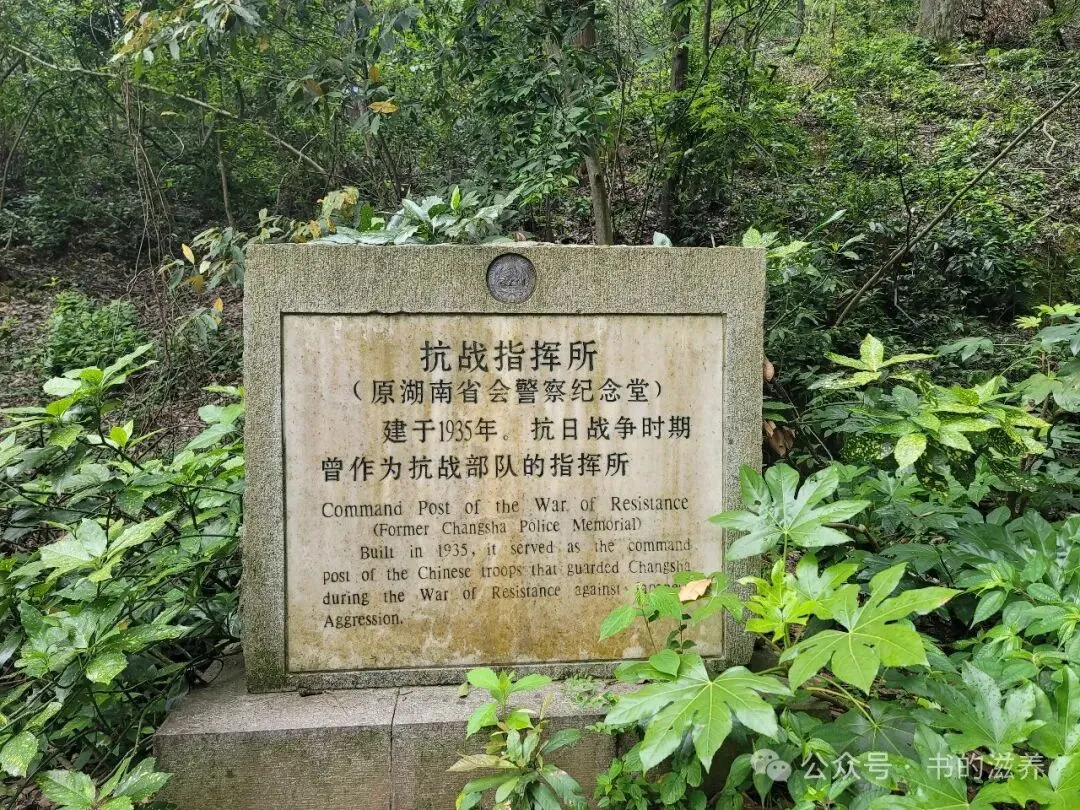 抗战指挥所
（原湖南省会警察纪念堂）
建于1935年。抗日战争时期
曾作为抗战部队的指挥所
Command Post of the War of Resistance
(Former Changsha Police Memorial)
Built in 1935, it served as the command
post of the Chinese troops that guarded Changsha
during the War of Resistance against
Aggression.
公众号·书的滋养